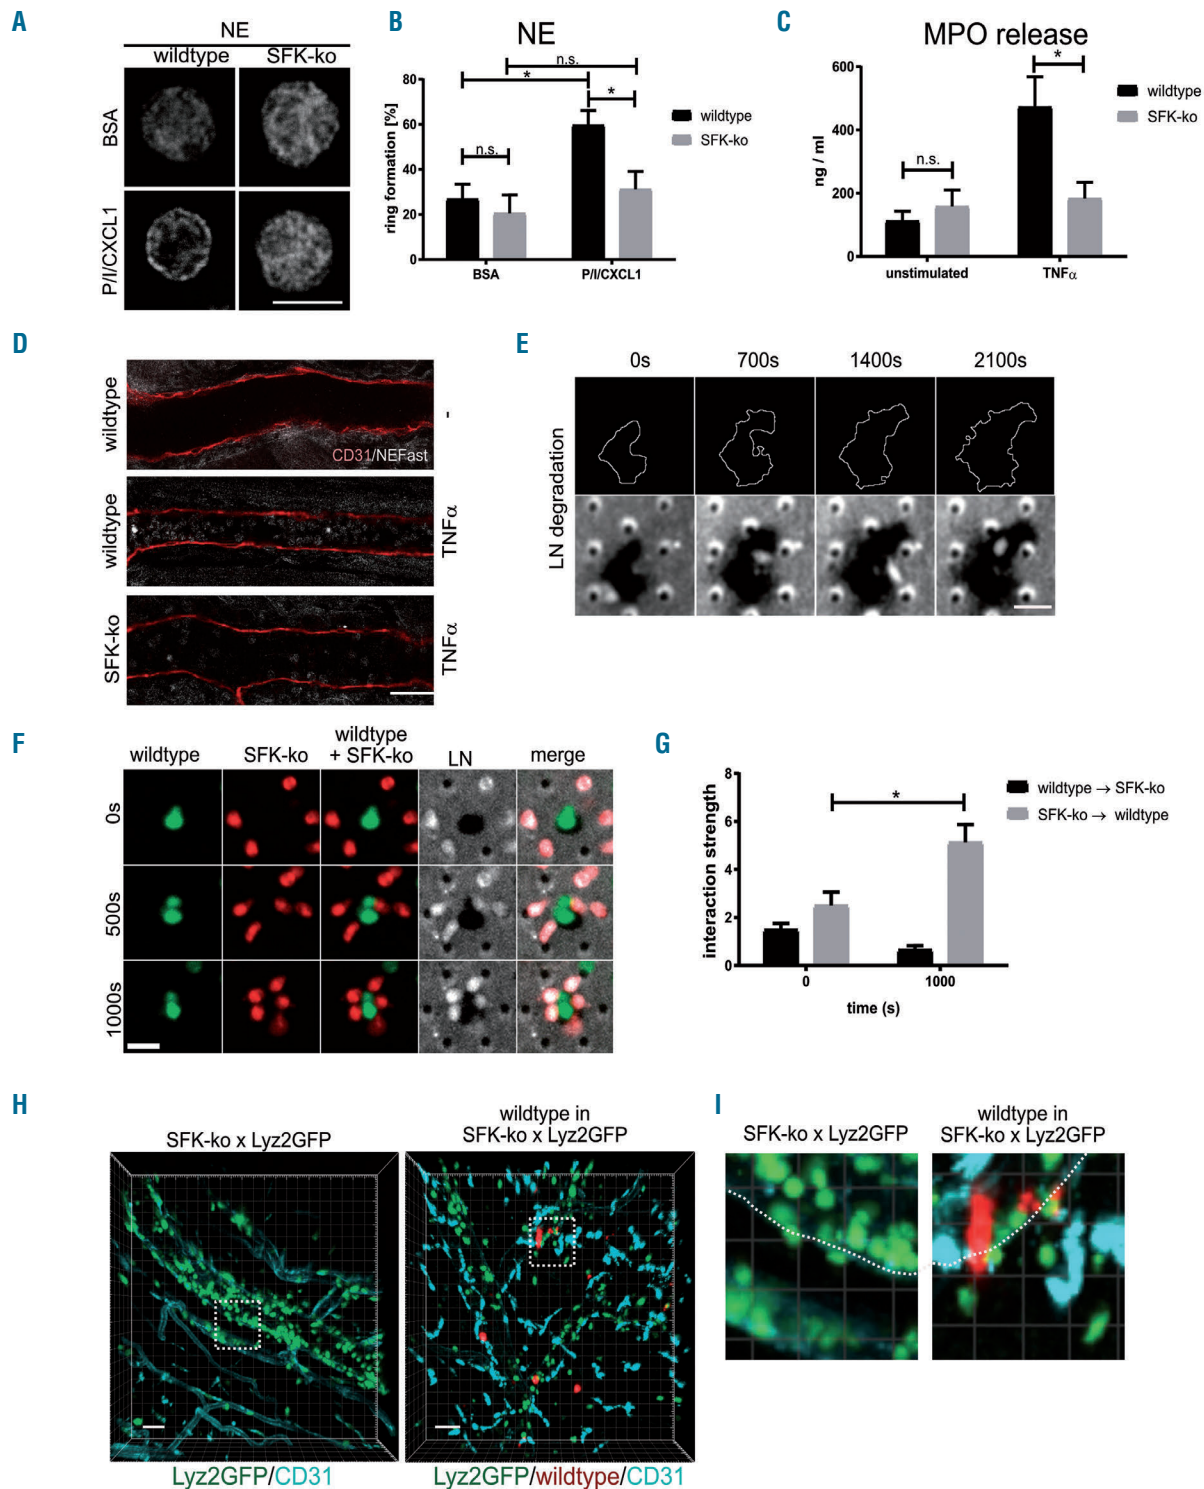 A
NE
wildtype
SFK-ko
BSA
P/I/CXCL1
B
NE
ring formation [%]
80
60
40
20
0
n.s.
*
*
n.s.
BSA
P/I/CXCL1
wildtype
SFK-ko
C
MPO release
ng / ml
600
400
200
0
n.s.
*
unstimulated
TNFα
wildtype
SFK-ko
D
wildtype
-
CD31/NEFast
wildtype
TNFα
SFK-ko
TNFα
E
0s
700s
1400s
2100s
LN degradation
F
wildtype
SFK-ko
wildtype
+ SFK-ko
LN
merge
0s
500s
1000s
G
interaction strength
8
6
4
2
0
*
0
1000
time (s)
wildtype → SFK-ko
SFK-ko → wildtype
H
SFK-ko x Lyz2GFP
wildtype in
SFK-ko x Lyz2GFP
Lyz2GFP/CD31
Lyz2GFP/wildtype/CD31
I
SFK-ko x Lyz2GFP
wildtype in
SFK-ko x Lyz2GFP